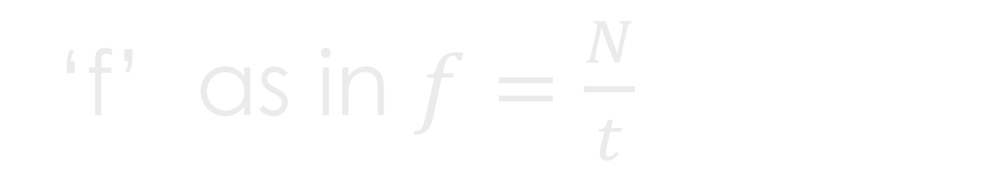 ‘f’ as in f = N/t